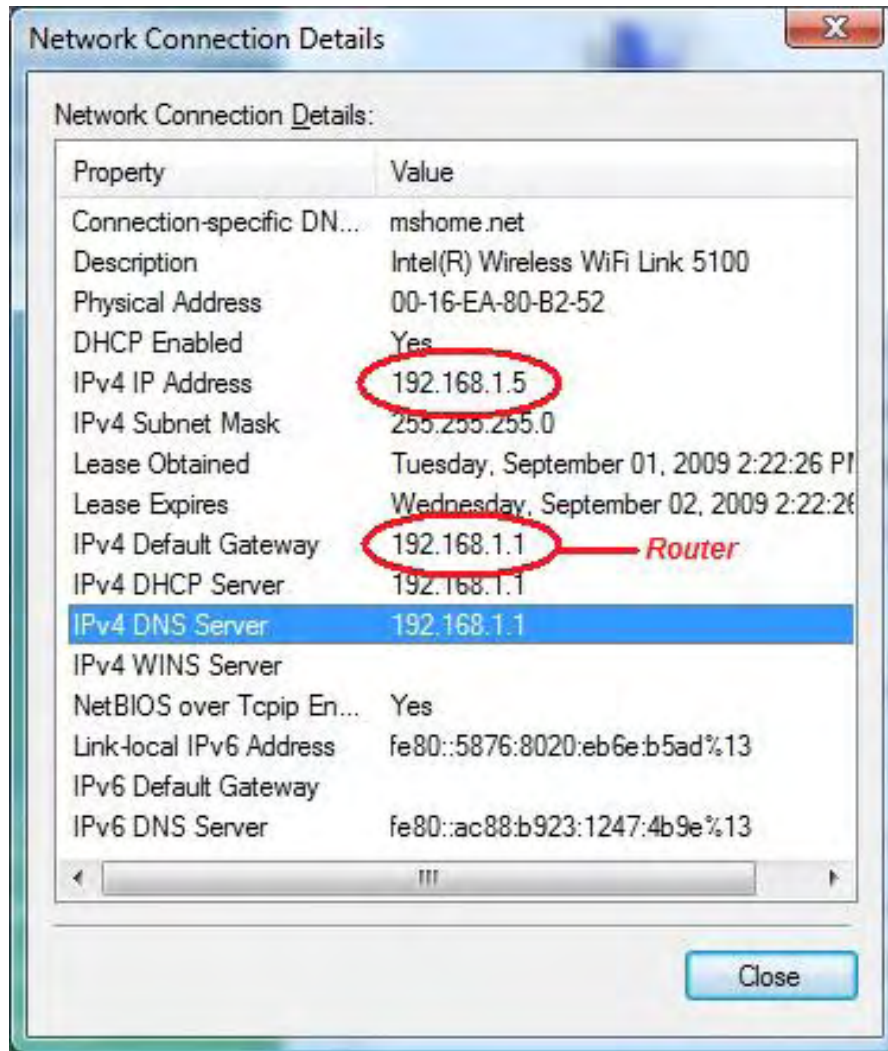 Network Connection Details
Network Connection Details:
Property Value
Connection-specific DN... mshome.net
Description Intel(R) Wireless WiFi Link 5100
Physical Address 00-16-EA-80-B2-52
DHCP Enabled Yes
IPv4 IP Address 192.168.1.5
IPv4 Subnet Mask 255.255.255.0
Lease Obtained Tuesday, September 01, 2009 2:22:26 PM
Lease Expires Wednesday, September 02, 2009 2:22:26
IPv4 Default Gateway 192.168.1.1 Router
IPv4 DHCP Server 192.168.1.1
IPv4 DNS Server 192.168.1.1
IPv4 WINS Server
NetBIOS over Tcpip En... Yes
Link-local IPv6 Address fe80::5876:8020:eb6e:b5ad%13
IPv6 Default Gateway
IPv6 DNS Server fe80::ac88:b923:1247:4b9e%13
Close